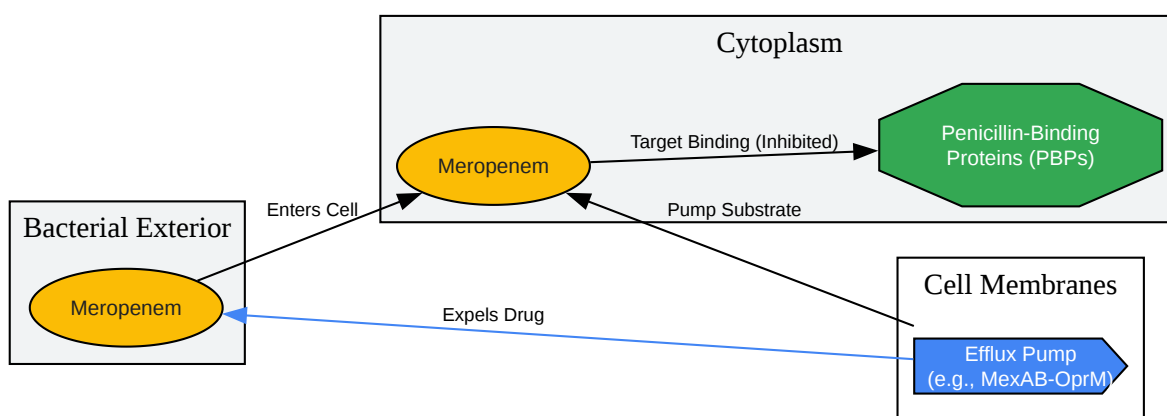 Cytoplasm
Meropenem
Target Binding (Inhibited)
Penicillin-Binding
Proteins (PBPs)
Enters Cell
Pump Substrate
Bacterial Exterior
Meropenem
Expels Drug
Cell Membranes
Efflux Pump
(e.g., MexAB-OprM)